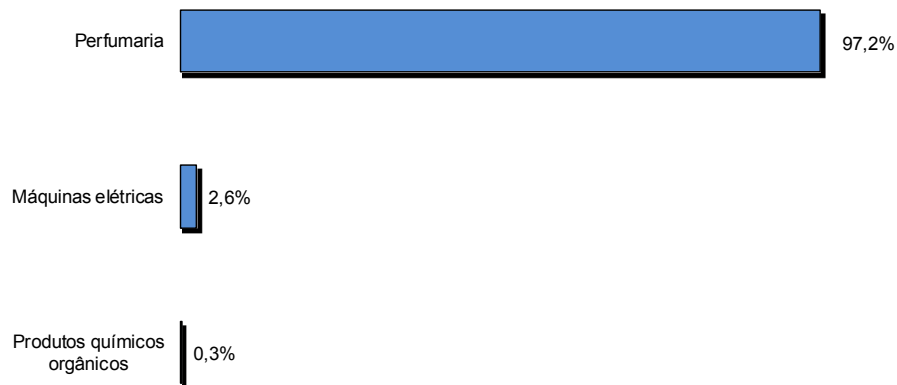 Perfumaria
97,2%
Máquinas elétricas
2,6%
Produtos químicos
orgânicos
0,3%